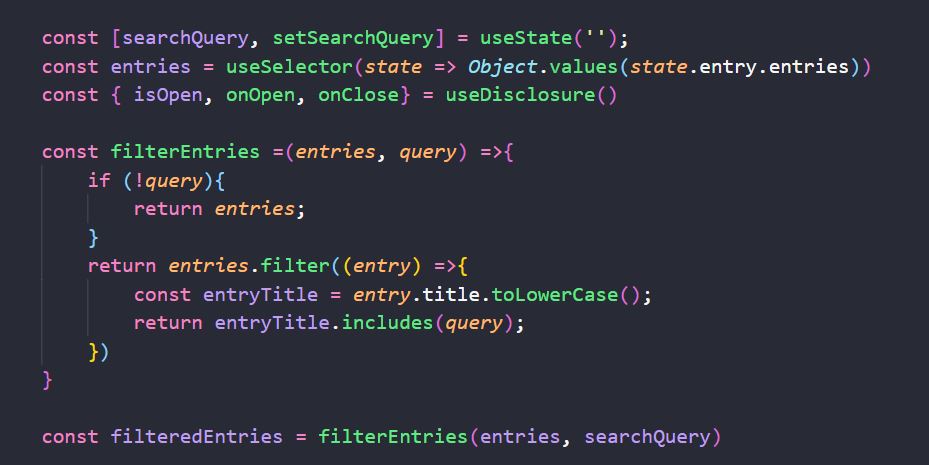 const [searchQuery, setSearchQuery] = useState('');
const entries = useSelector(state => Object.values(state.entry.entries))
const { isOpen, onOpen, onClose} = useDisclosure()

const filterEntries =(entries, query) =>{
    if (!query){
        return entries;
    }
    return entries.filter((entry) =>{
        const entryTitle = entry.title.toLowerCase();
        return entryTitle.includes(query);
    })
}

const filteredEntries = filterEntries(entries, searchQuery)